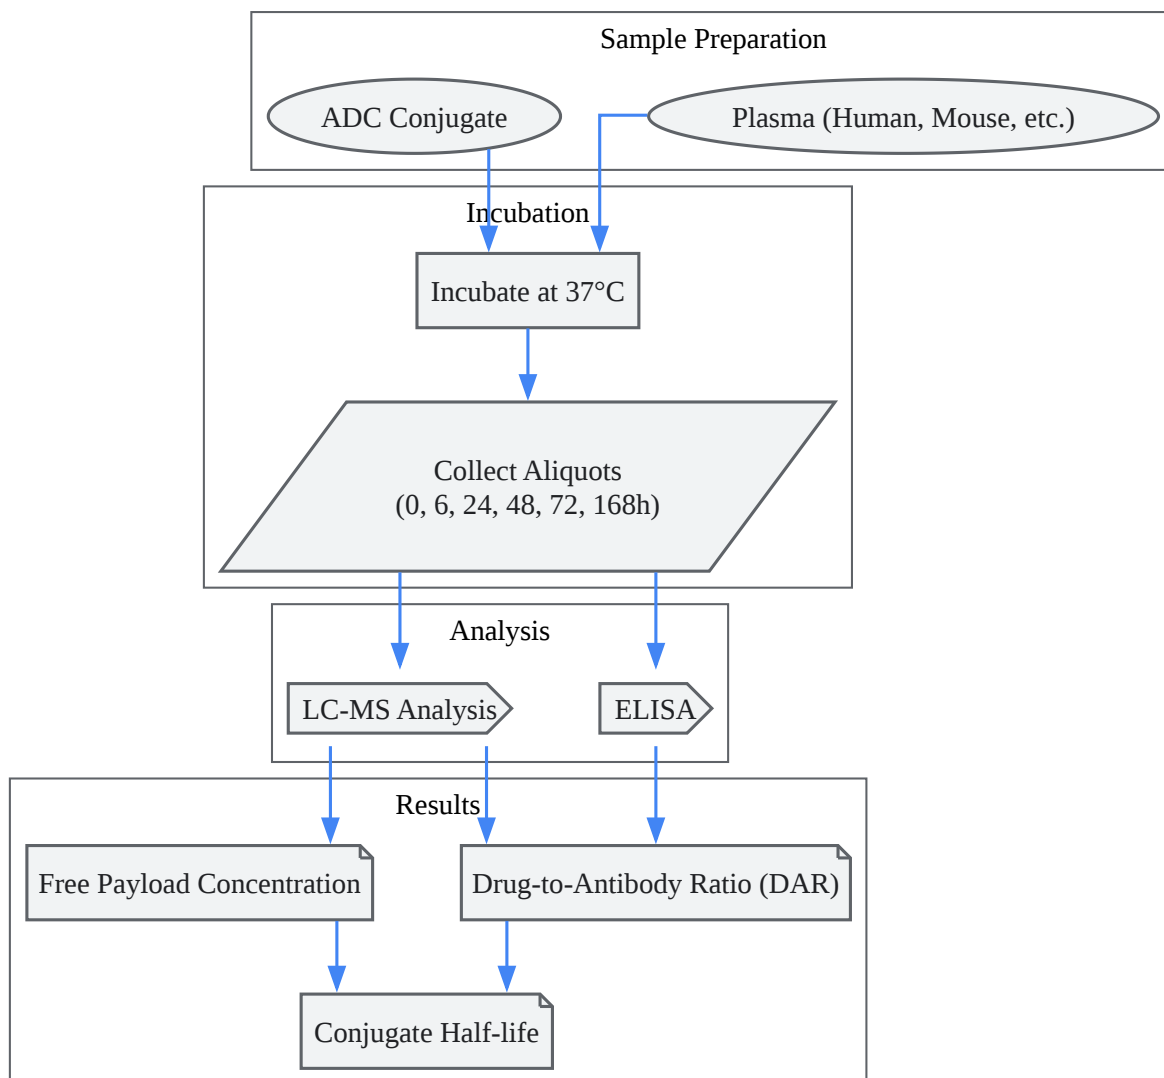 Sample Preparation
ADC Conjugate
Plasma (Human, Mouse, etc.)
Incubation
Incubate at 37°C
Collect Aliquots
(0, 6, 24, 48, 72, 168h)
Analysis
LC-MS Analysis
ELISA
Results
Free Payload Concentration
Drug-to-Antibody Ratio (DAR)
Conjugate Half-life